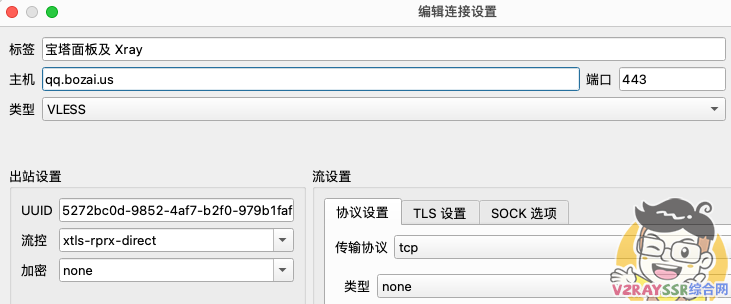 编辑连接设置
标签 宝塔面板及 Xray
主机 qq.bozai.us 端口 443
类型 VLESS
出站设置 流设置
UUID 5272bc0d-9852-4af7-b2f0-979b1faf
协议设置 TLS 设置 SOCK 选项
流控 xtls-rprx-direct
传输协议 tcp
加密 none
类型 none
V2RAYSSR综合网